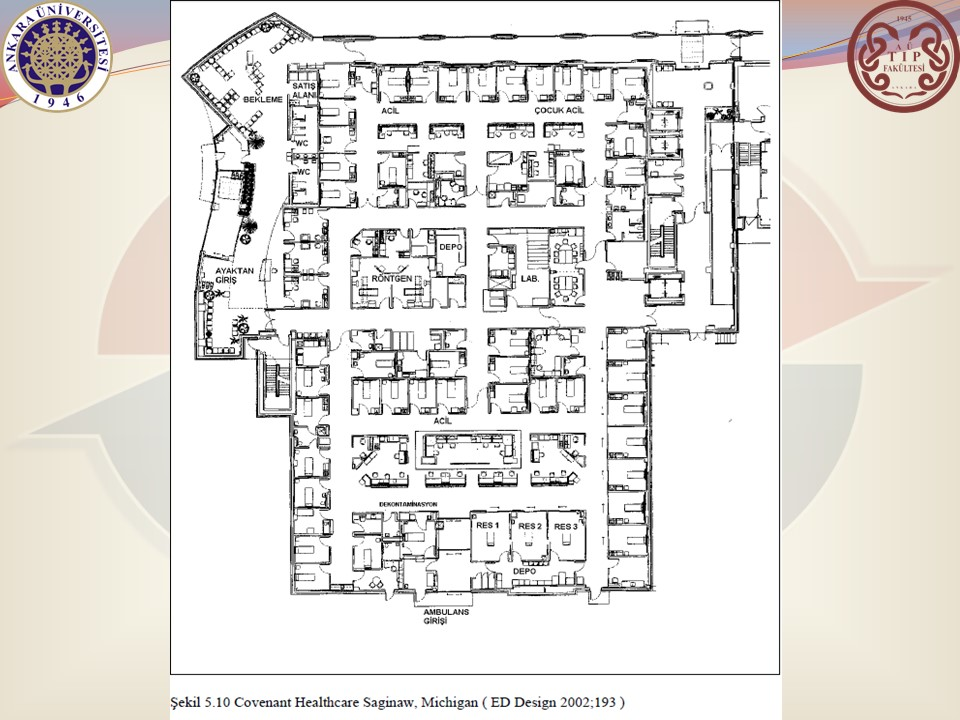 ANKARA ÜNİVERSİTESİ
1946
1945
A Ü
TIP
FAKÜLTESİ
ANKARA
SATIŞ
ALANI
BEKLEME
ACİL
ÇOCUK ACİL
WC
WC
DEPO
RÖNTGEN
LAB.
AYAKTAN
GİRİŞ
ACİL
DEKONTAMİNASYON
RES 1
RES 2
RES 3
DEPO
AMBULANS
GİRİŞİ
Şekil 5.10 Covenant Healthcare Saginaw, Michigan ( ED Design 2002;193 )